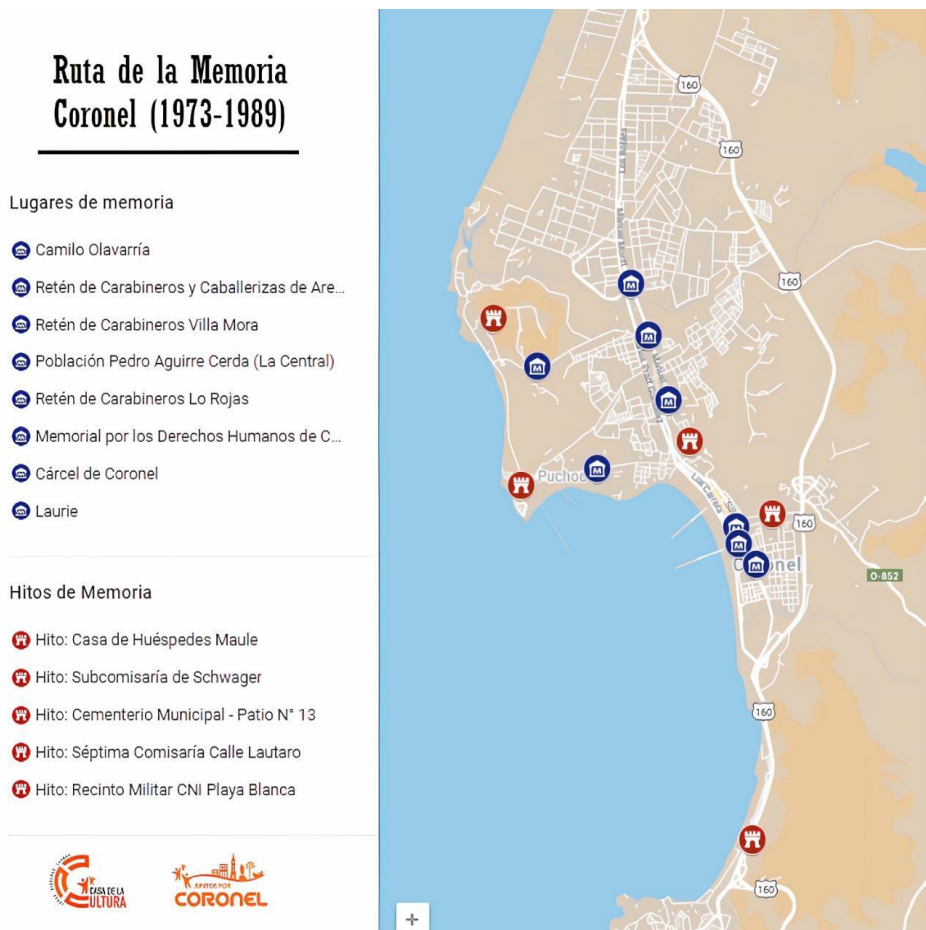 Ruta de la Memoria
Coronel (1973-1989)
Lugares de memoria
Camilo Olavarría
Retén de Carabineros y Caballerizas de Are...
Retén de Carabineros Villa Mora
Población Pedro Aguirre Cerda (La Central)
Retén de Carabineros Lo Rojas
Memorial por los Derechos Humanos de C...
Cárcel de Coronel
Laurie
Hitos de Memoria
Hito: Casa de Huéspedes Maule
Hito: Subcomisaría de Schwager
Hito: Cementerio Municipal - Patio N° 13
Hito: Séptima Comisaría Calle Lautaro
Hito: Recinto Militar CNI Playa Blanca
CASA DE LA
CULTURA
JUNTOS POR
CORONEL
160
160
160
160
O-852
160
160